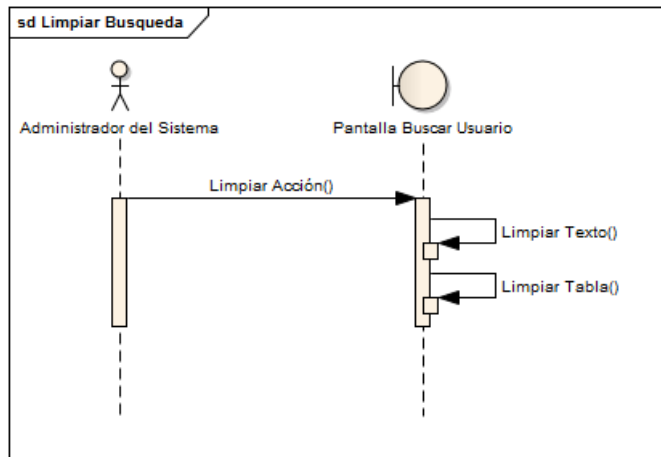 sd Limpiar Busqueda
Administrador del Sistema
Pantalla Buscar Usuario
Limpiar Acción()
Limpiar Texto()
Limpiar Tabla()